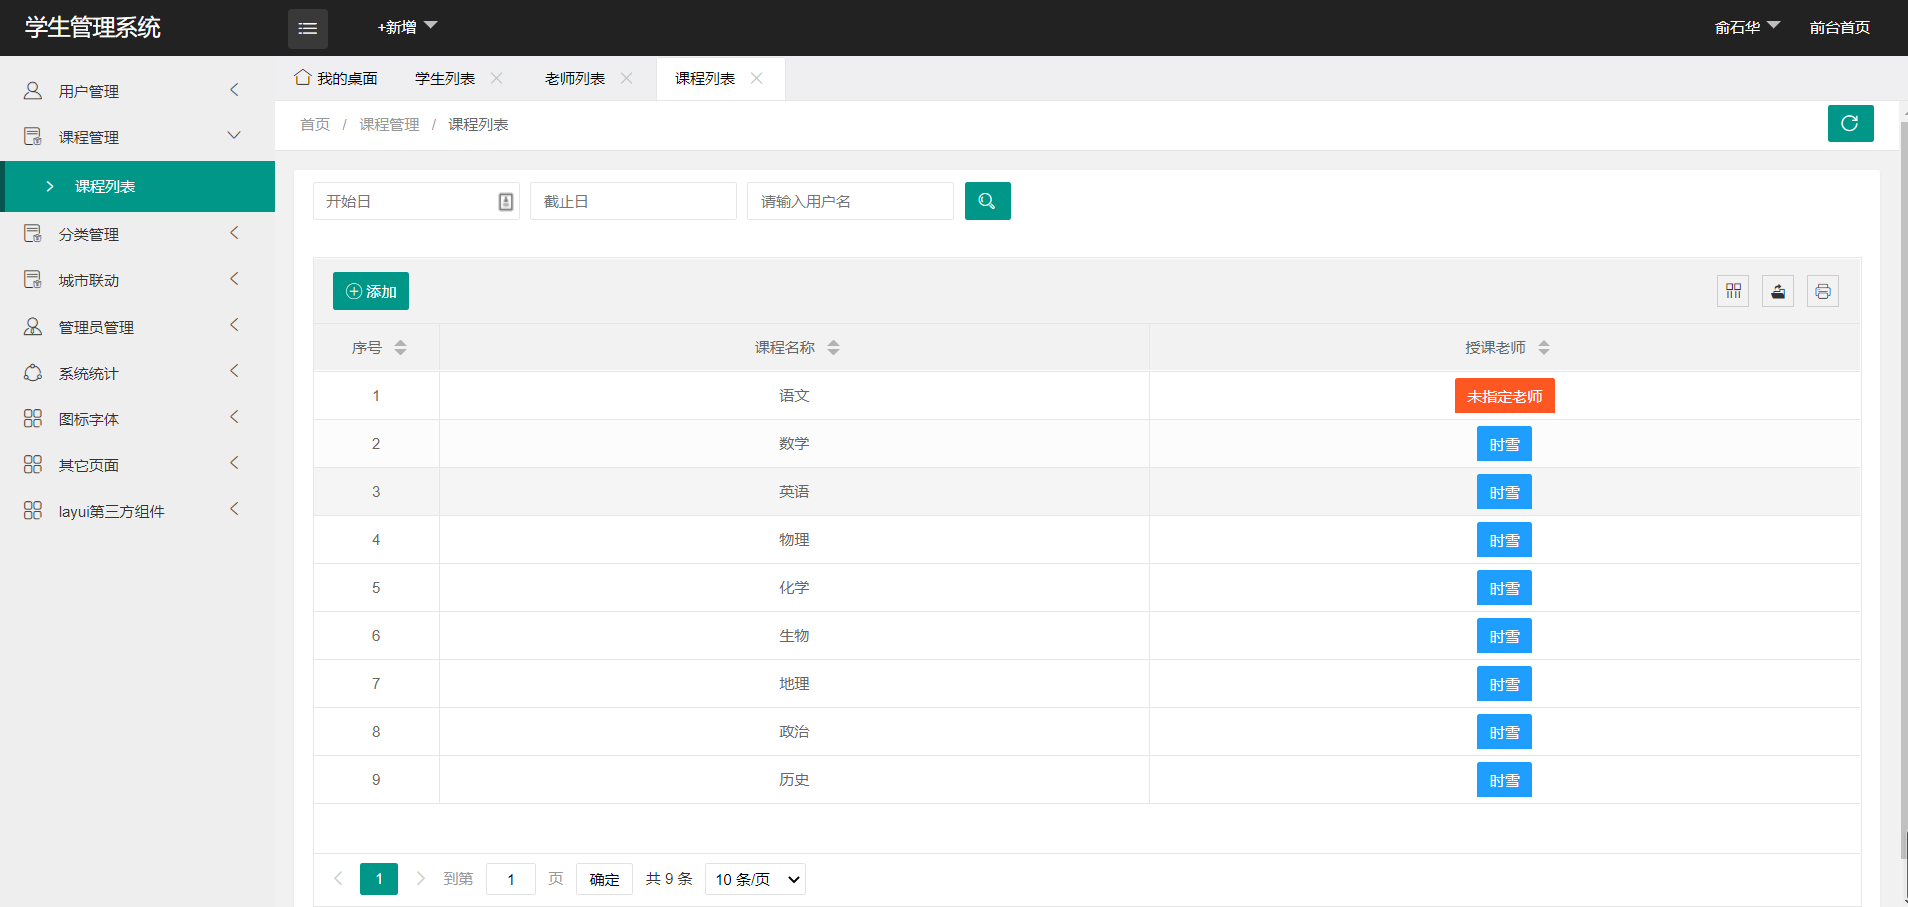 学生管理系统
+新增
俞石华
前台首页
用户管理
课程管理
课程列表
分类管理
城市联动
管理员管理
系统统计
图标字体
其它页面
layui第三方组件
我的桌面 学生列表 老师列表 课程列表
首页 / 课程管理 / 课程列表
开始日 截止日 请输入用户名
添加
序号 课程名称 授课老师
1 语文 未指定老师
2 数学 时雪
3 英语 时雪
4 物理 时雪
5 化学 时雪
6 生物 时雪
7 地理 时雪
8 政治 时雪
9 历史 时雪
1 到第 1 页 确定 共 9 条 10 条/页